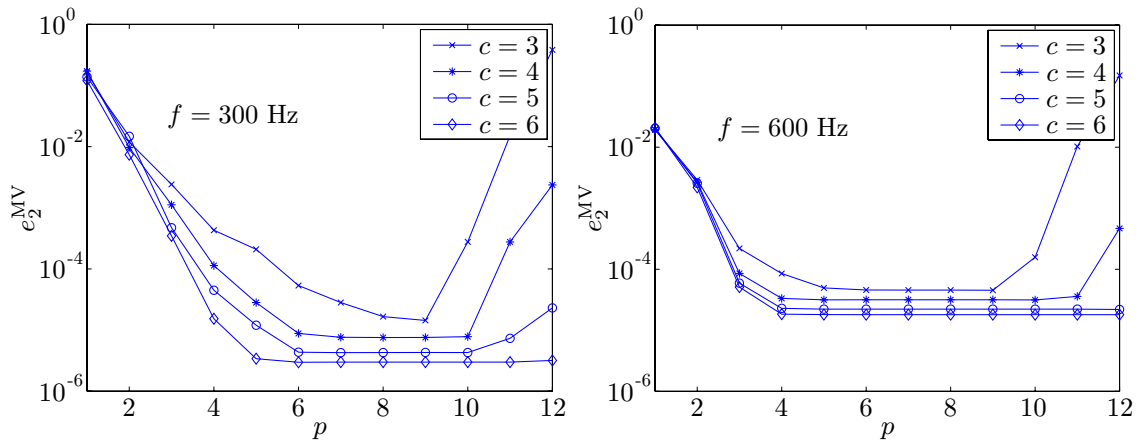 10^0
10^{-2}
10^{-4}
10^{-6}
e_2^{MV}
2 4 6 8 10 12
p
f = 300 Hz
c = 3
c = 4
c = 5
c = 6
10^0
10^{-2}
10^{-4}
10^{-6}
e_2^{MV}
2 4 6 8 10 12
p
f = 600 Hz
c = 3
c = 4
c = 5
c = 6